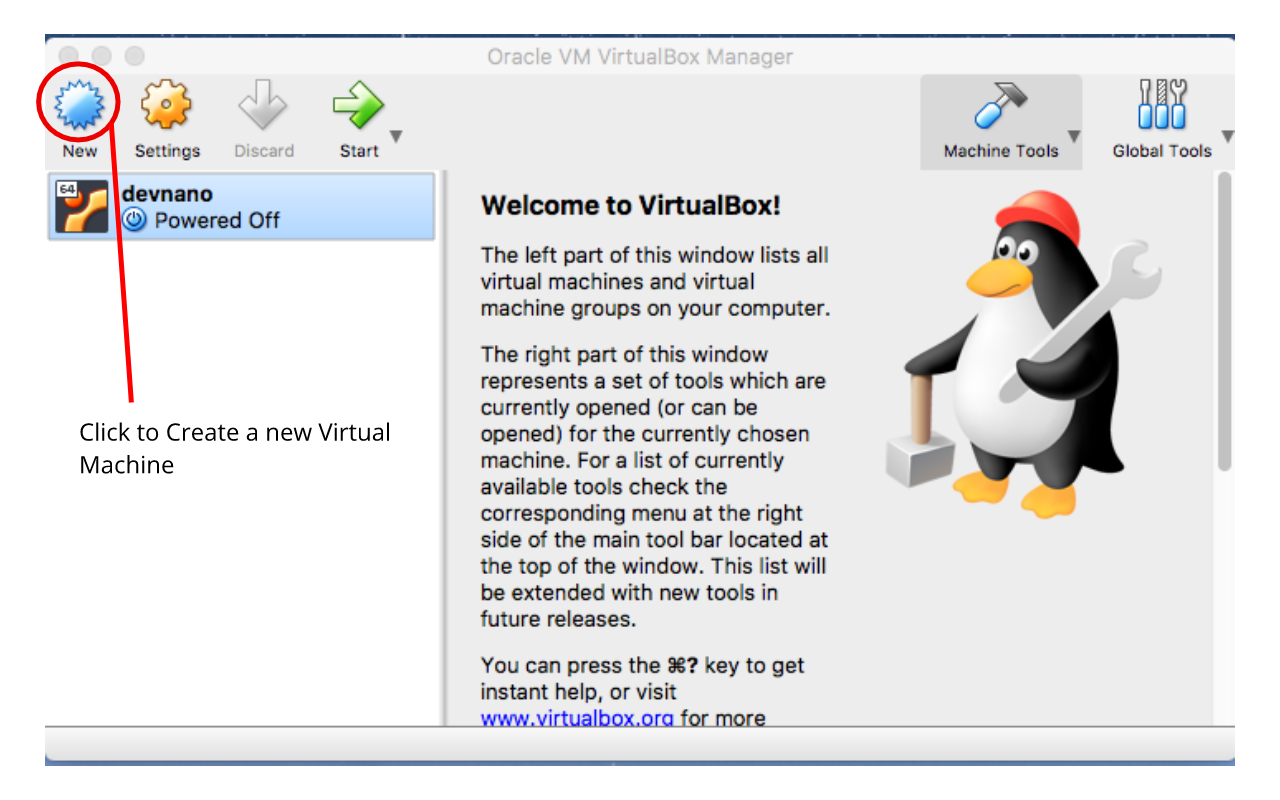 Oracle VM VirtualBox Manager
New
Settings
Discard
Start
Machine Tools
Global Tools
64
devnano
Powered Off
Click to Create a new Virtual
Machine
Welcome to VirtualBox!
The left part of this window lists all
virtual machines and virtual
machine groups on your computer.
The right part of this window
represents a set of tools which are
currently opened (or can be
opened) for the currently chosen
machine. For a list of currently
available tools check the
corresponding menu at the right
side of the main tool bar located at
the top of the window. This list will
be extended with new tools in
future releases.
You can press the ⌘? key to get
instant help, or visit
www.virtualbox.org for more